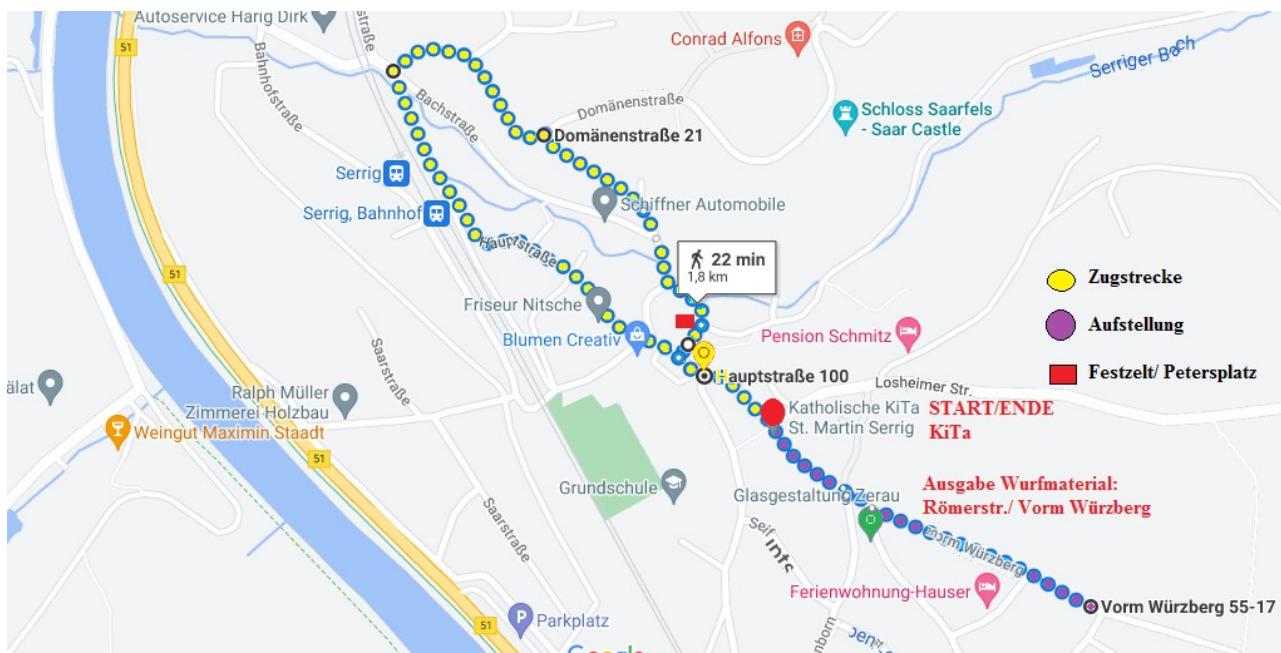 Autoservice Harig Dirk
51
Conrad Alfons
Serriger Bach
Bahnhofstraße
Bachstraße
Domänenstraße
Domänenstraße 21
Schloss Saarfels
- Saar Castle
Serrig
Serrig, Bahnhof
Schiffner Automobile
Hauptstraße
51
22 min
1,8 km
Zugstrecke
Friseur Nitsche
Aufstellung
Blumen Creativ
Pension Schmitz
Saarstraße
Festzelt/ Petersplatz
Hauptstraße 100
Losheimer Str.
älat
Ralph Müller
Zimmerei Holzbau
Katholische KiTa
St. Martin Serrig
START/ENDE
KiTa
Weingut Maximin Staadt
51
Grundschule
Glasgestaltung Zerau
Ausgabe Wurfmaterial:
Römerstr./ Vorm Würzberg
Saarstraße
orm Würzberg
Ferienwohnung-Hauser
Vorm Würzberg 55-17
Parkplatz
51
Google